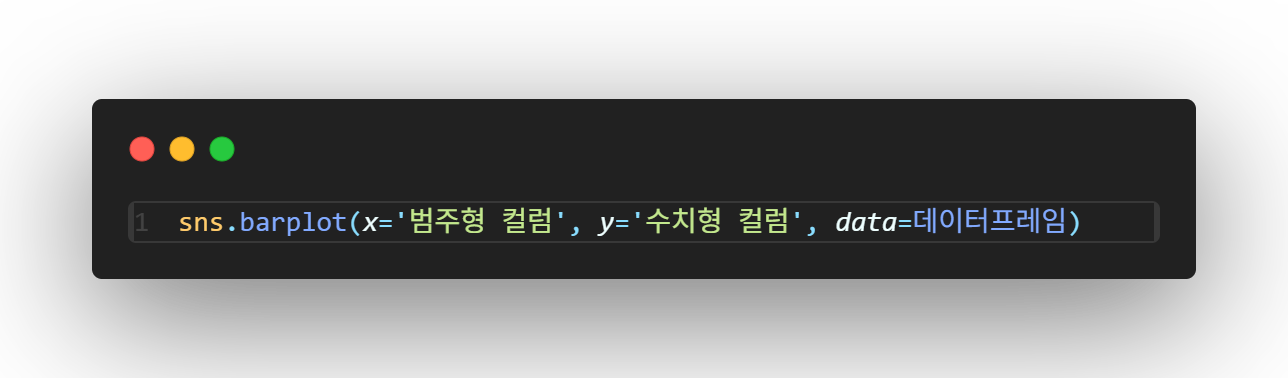 1 sns.barplot(x='범주형 컬럼', y='수치형 컬럼', data=데이터프레임)